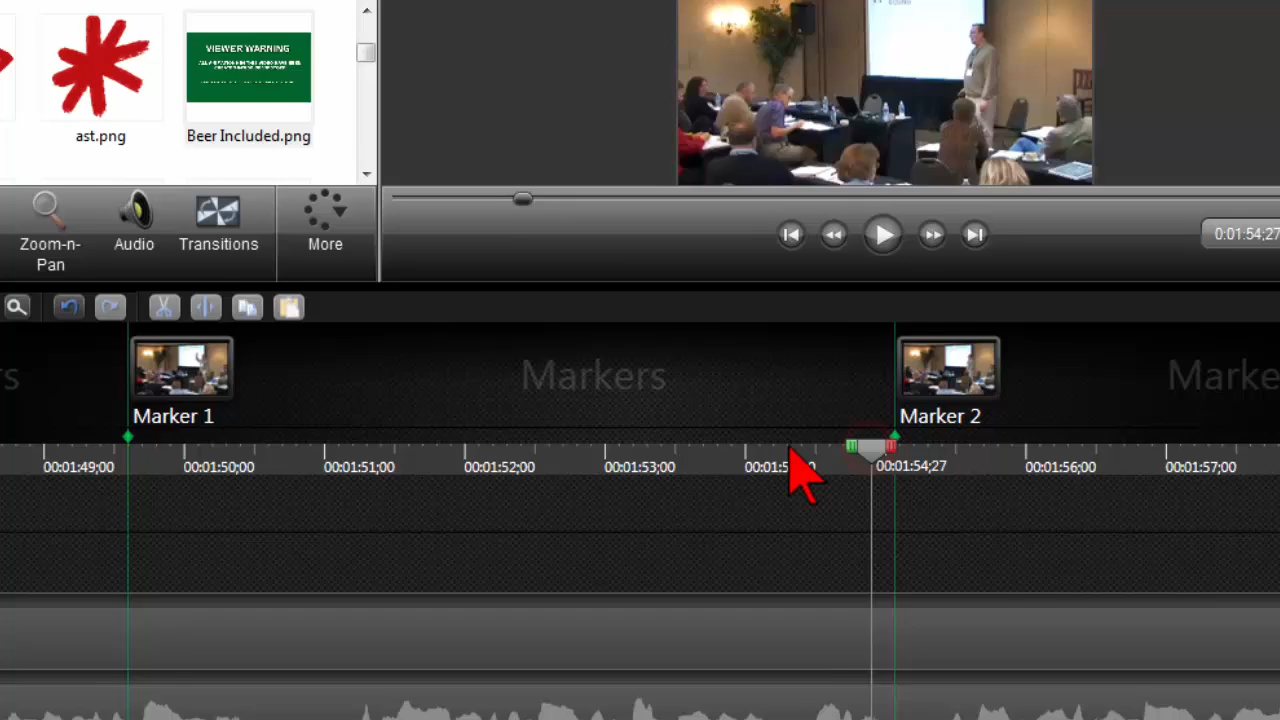 VIEWER WARNING
ast.png
Beer Included.png
Zoom-n-
Pan
Audio
Transitions
More
0:01:54;27
Markers
Marker 1
Marker 2
00:01:49;00
00:01:50;00
00:01:51;00
00:01:52;00
00:01:53;00
00:01:54;27
00:01:56;00
00:01:57;00